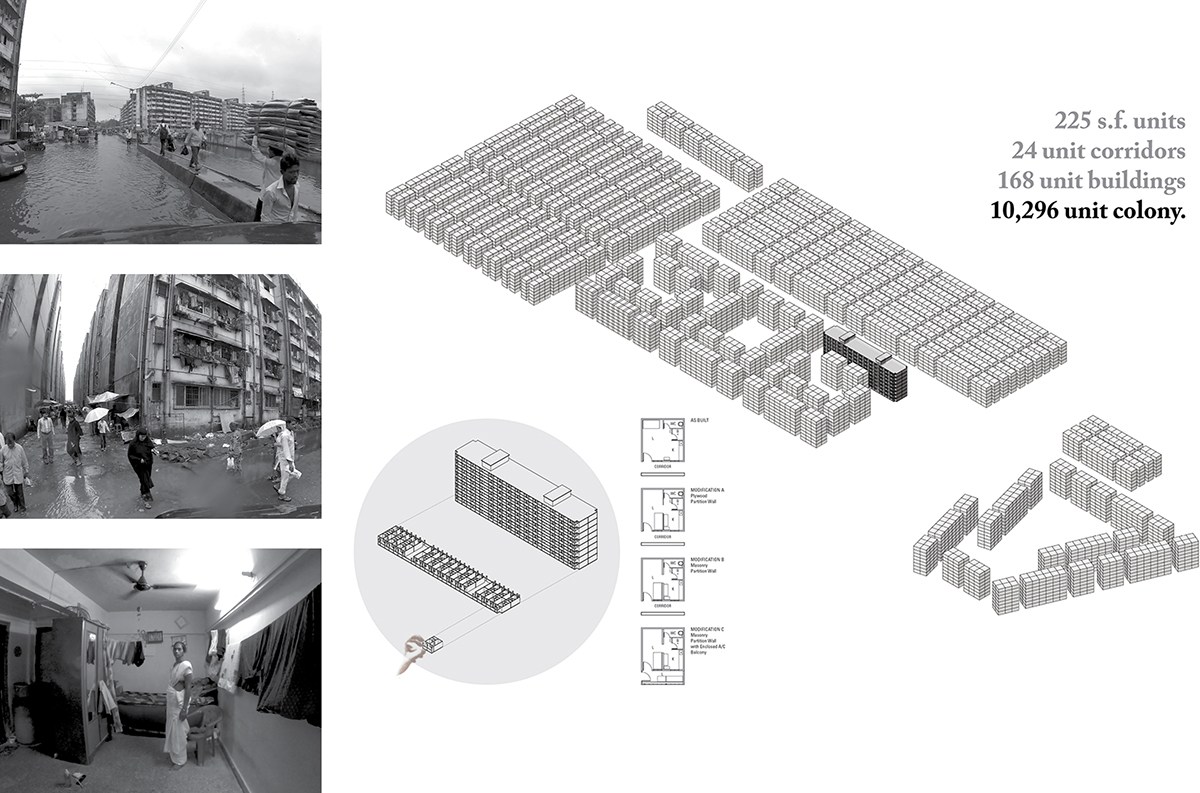 225 s.f. units
24 unit corridors
168 unit buildings
10,296 unit colony.
AS BUILT
CORRIDOR
MODIFICATION A
Plywood
Partition Wall
CORRIDOR
MODIFICATION B
Masonry
Partition Wall
CORRIDOR
MODIFICATION C
Masonry
Partition Wall
with Enclosed A/C
Balcony